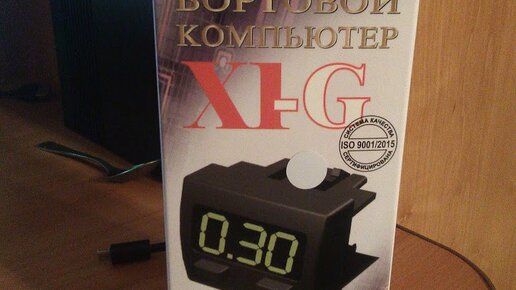 БОРТОВОЙ
КОМПЬЮТЕР
X1-G
СИСТЕМА КАЧЕСТВА
ISO 9001/2015
СЕРТИФИЦИРОВАНА
0.30